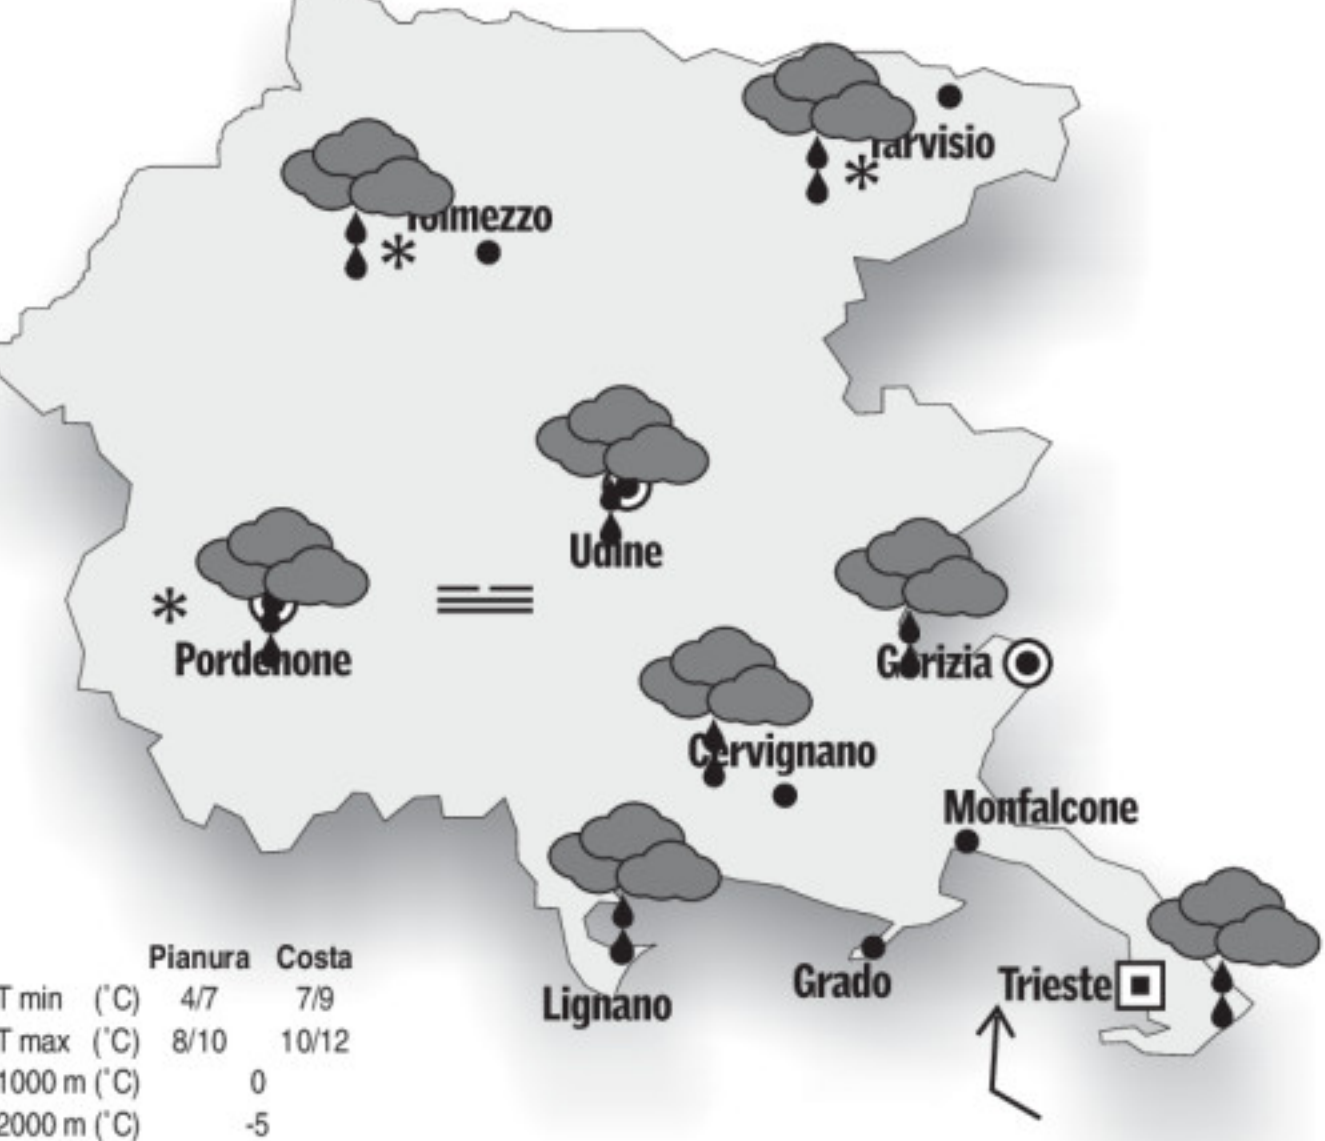 Tarvisio
Tolmezzo
Udine
Pordenone
Gorizia
Cervignano
Monfalcone
Grado
Trieste
Lignano
Pianura Costa
T min (°C) 4/7 7/9
T max (°C) 8/10 10/12
1000 m (°C) 0
2000 m (°C) -5